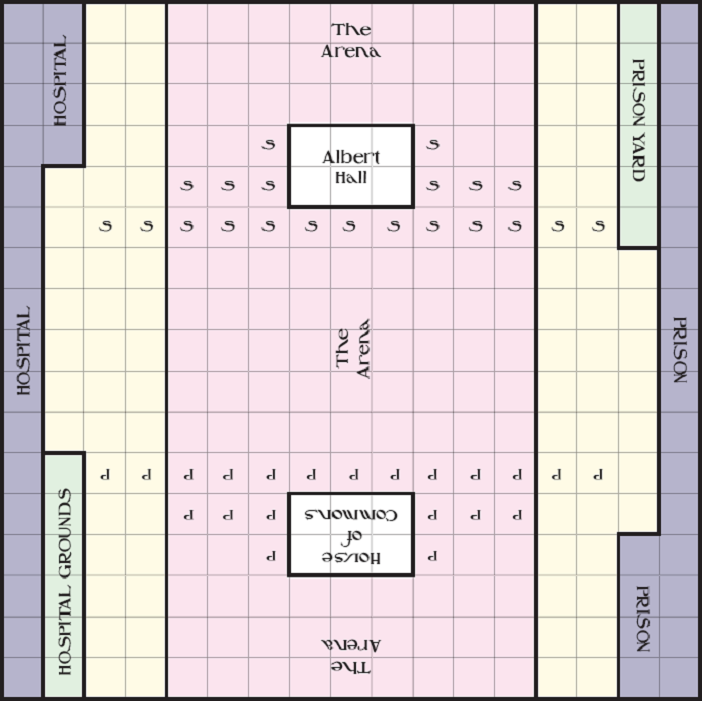 The
Arena
HOSPITAL
PRISON YARD
S S
Albert
Hall
S S S S S S
S S S S S S S S S S S S S
HOSPITAL
The
Arena
PRISON
P P P P P P P P P P P P P
P P P P P P
House
of
Commons
P P
HOSPITAL GROUNDS
PRISON
The
Arena